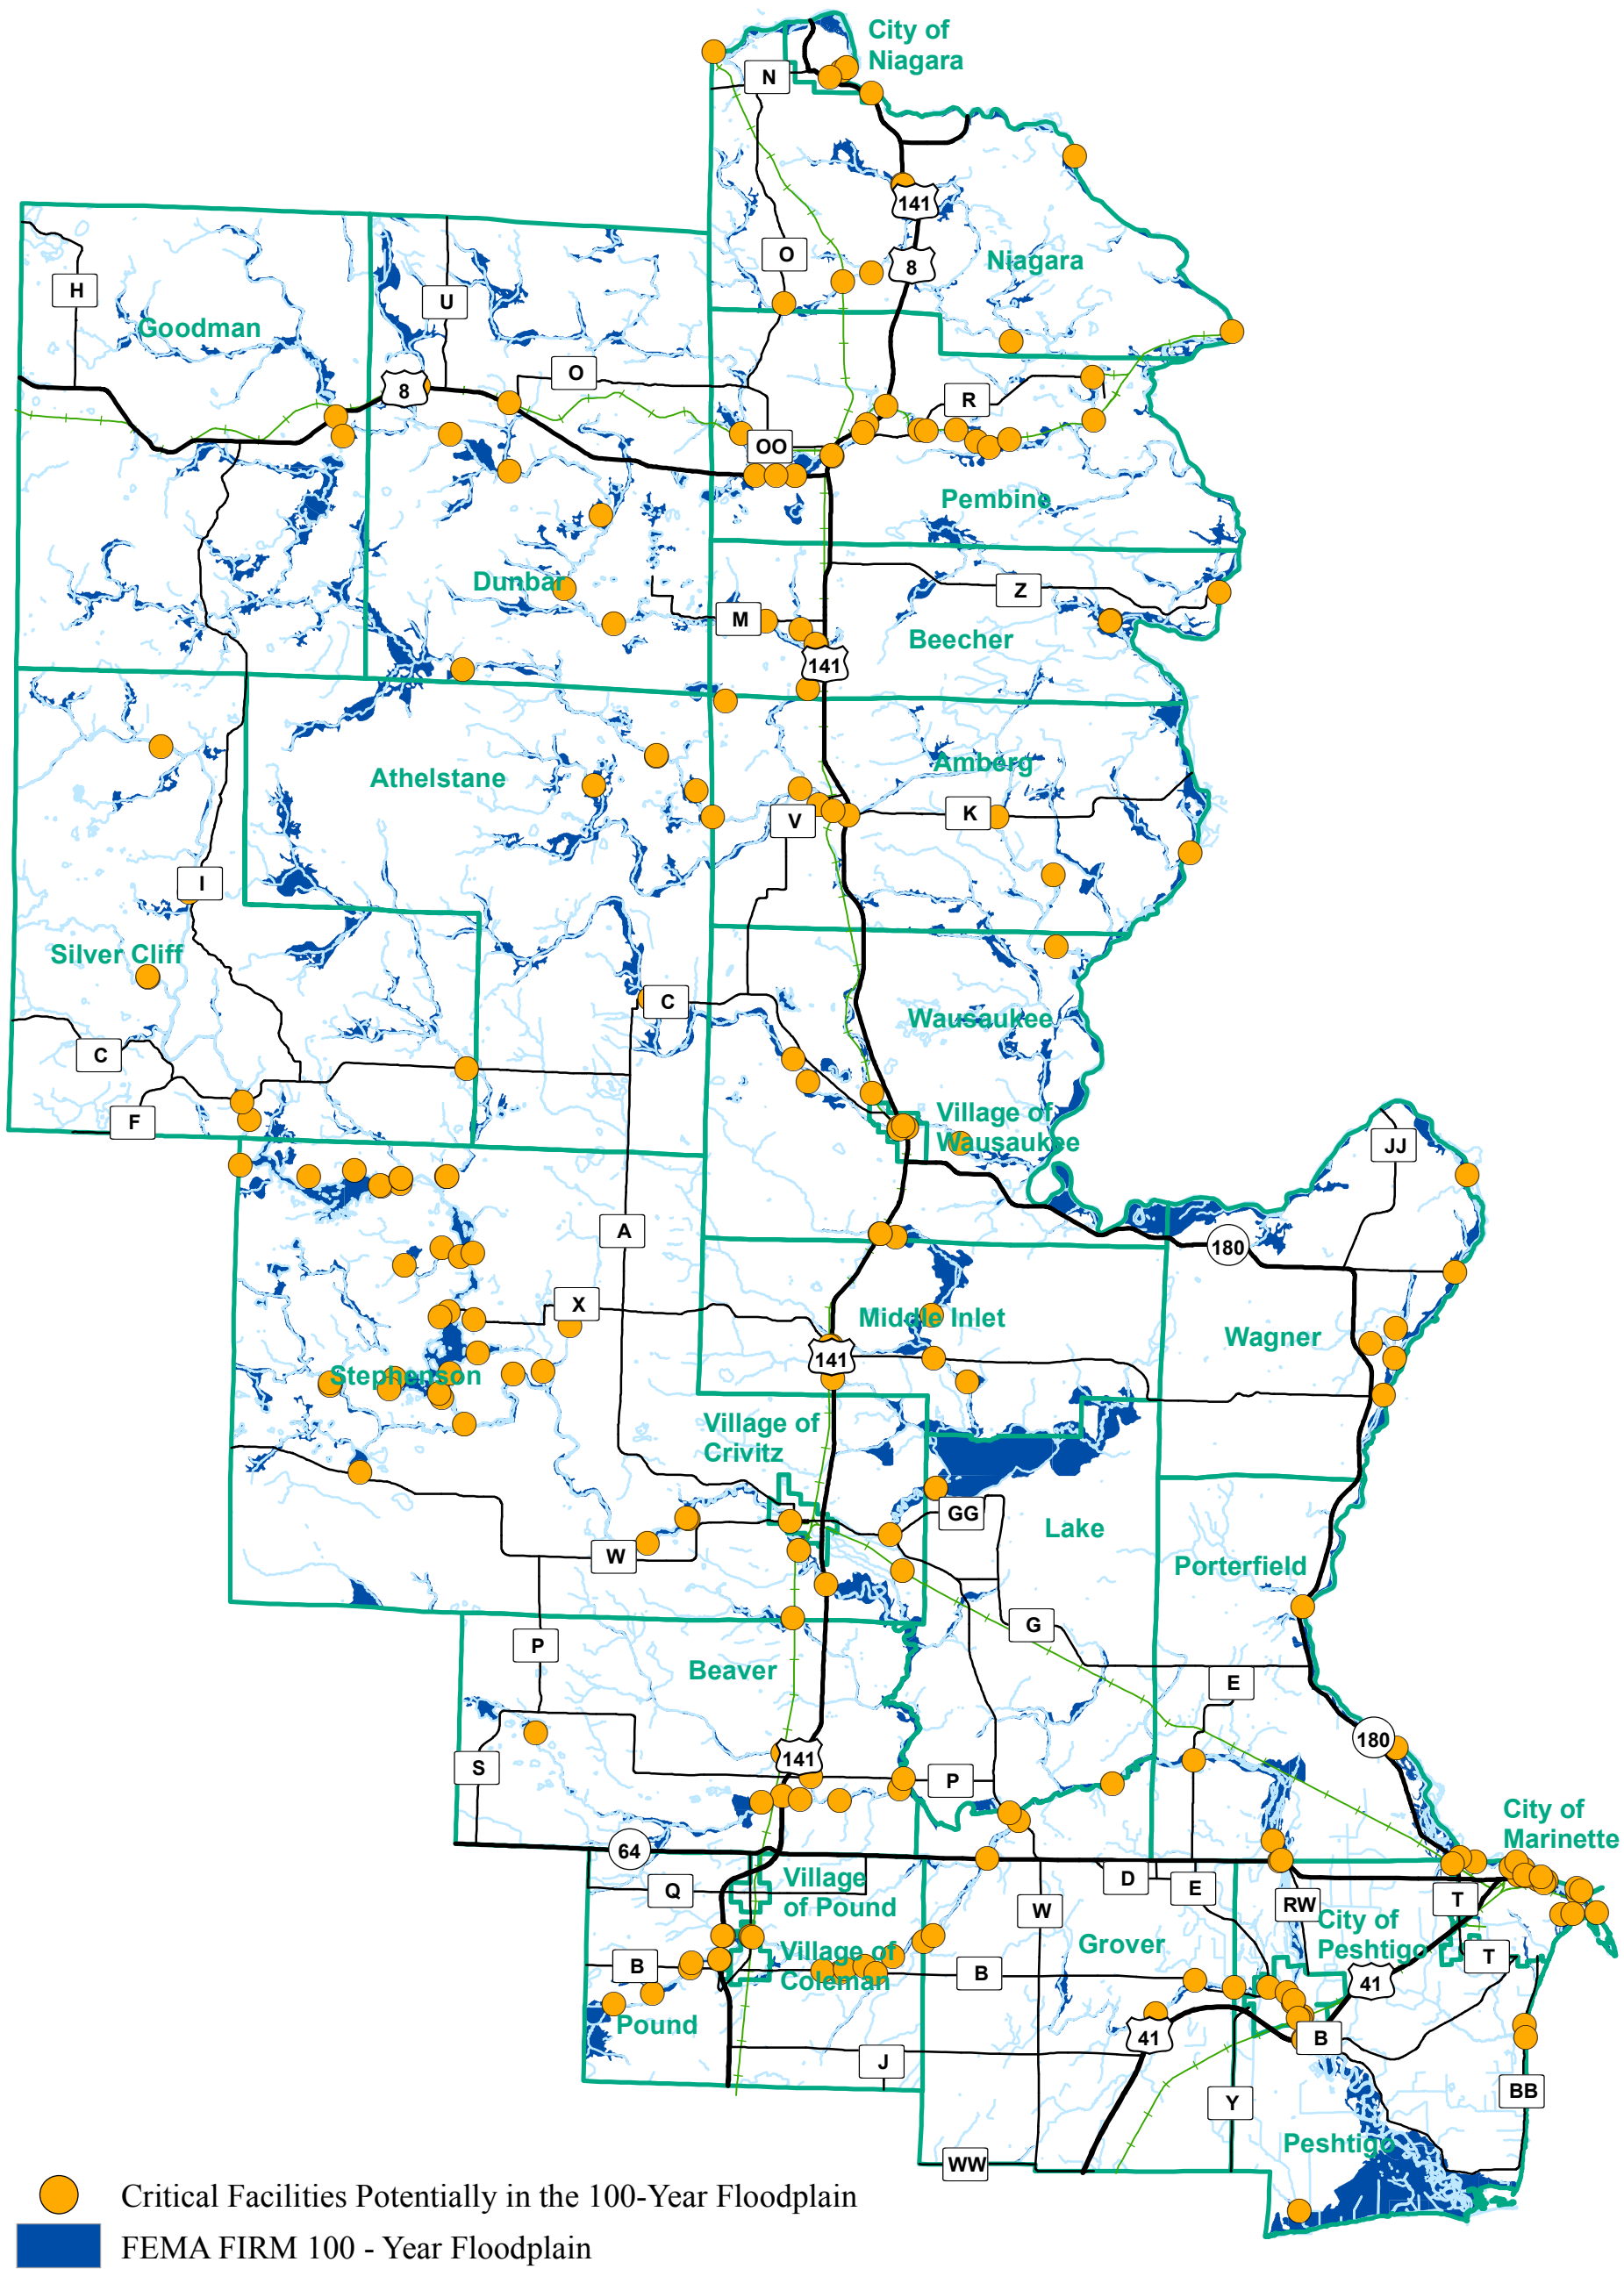 City of
Niagara
N
141
O
8
Niagara
H
U
Goodman
O
8
R
OO
Pembine
Dunbar
Z
M
Beecher
141
Athelstane
Amberg
V
K
I
Silver Cliff
C
Wausaukee
C
F
Village of
Wausaukee
JJ
A
180
X
Middle Inlet
Wagner
141
Stephenson
Village of
Crivitz
GG
Lake
W
Porterfield
G
P
Beaver
E
180
141
S
P
City of
Marinette
64
Village
of Pound
Q
D
E
W
RW
T
City of
Peshtigo
Grover
Village of
Coleman
B
B
T
41
Pound
41
B
J
BB
Y
Peshtigo
WW
Critical Facilities Potentially in the 100-Year Floodplain
FEMA FIRM 100 - Year Floodplain